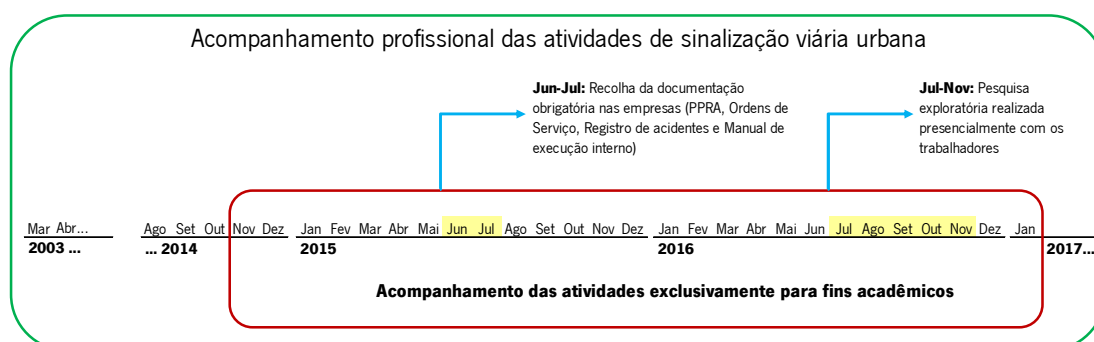 Acompanhamento profissional das atividades de sinalização viária urbana
Jun-Jul: Recolha da documentação
obrigatória nas empresas (PPRA, Ordens de
Serviço, Registro de acidentes e Manual de
execução interno)
Jul-Nov: Pesquisa
exploratória realizada
presencialmente com os
trabalhadores
Mar Abr... Ago Set Out Nov Dez Jan Fev Mar Abr Mai Jun Jul Ago Set Out Nov Dez Jan Fev Mar Abr Mai Jun Jul Ago Set Out Nov Dez Jan
2003 ... ... 2014 2015 2016 2017...
Acompanhamento das atividades exclusivamente para fins acadêmicos